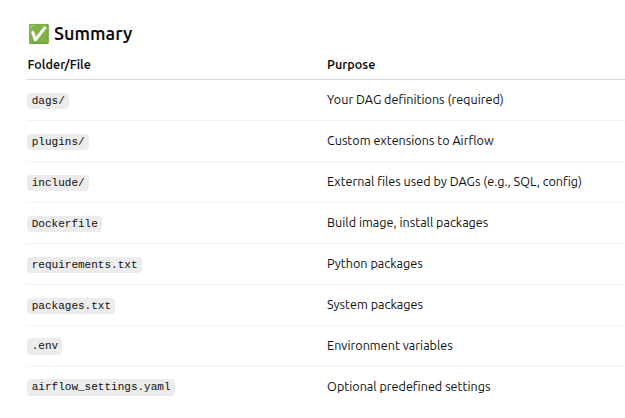 ✅ Summary
Folder/File Purpose
dags/ Your DAG definitions (required)
plugins/ Custom extensions to Airflow
include/ External files used by DAGs (e.g., SQL, config)
Dockerfile Build image, install packages
requirements.txt Python packages
packages.txt System packages
.env Environment variables
airflow_settings.yaml Optional predefined settings